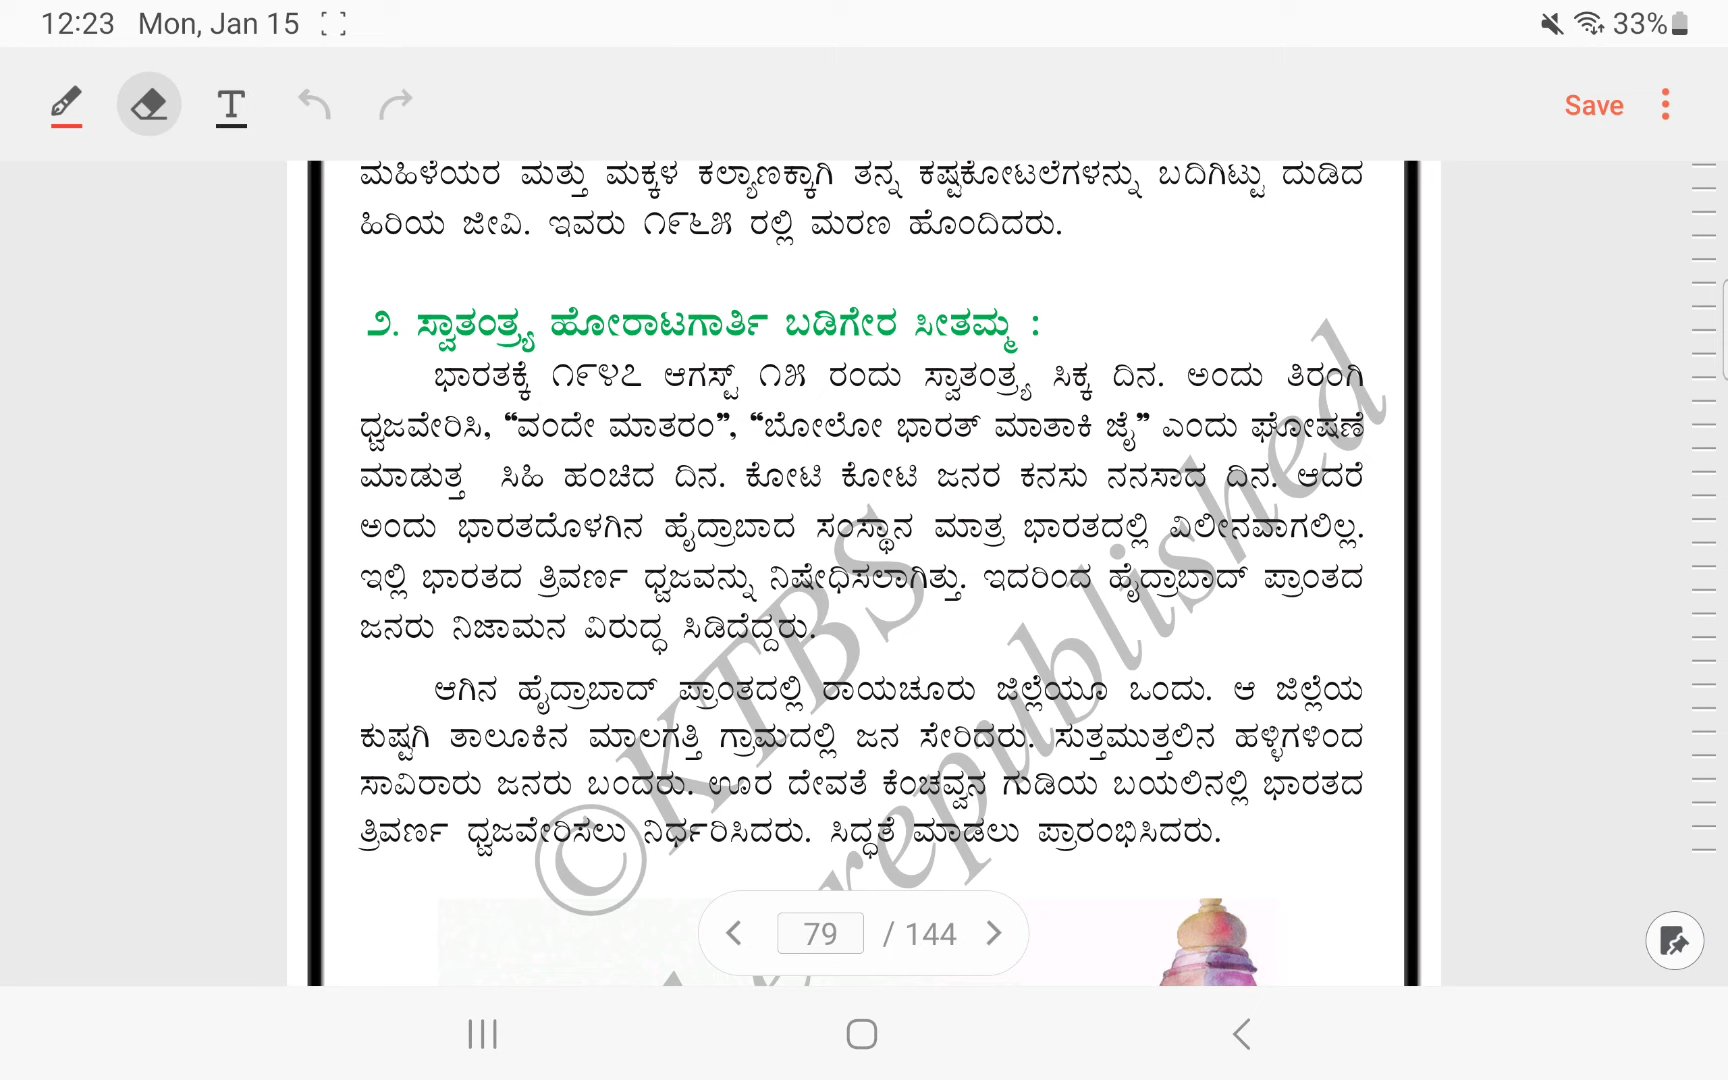 12:23 Mon, Jan 15 33%
Save
ಮಹಿಳೆಯರ ಮತ್ತು ಮಕ್ಕಳ ಕಲ್ಯಾಣಕ್ಕಾಗಿ ತನ್ನ ಕಷ್ಟಕೋಟಲೆಗಳನ್ನು ಬದಿಗಿಟ್ಟು ದುಡಿದ
ಹಿರಿಯ ಜೀವಿ. ಇವರು ೧೯೬೫ ರಲ್ಲಿ ಮರಣ ಹೊಂದಿದರು.
೨. ಸ್ವಾತಂತ್ರ್ಯ ಹೋರಾಟಗಾರ್ತಿ ಬಡಿಗೇರ ಸೀತಮ್ಮ :
ಭಾರತಕ್ಕೆ ೧೯೪೭ ಆಗಸ್ಟ್ ೧೫ ರಂದು ಸ್ವಾತಂತ್ರ್ಯ ಸಿಕ್ಕ ದಿನ. ಅಂದು ತಿರಂಗಿ
ಧ್ವಜವೇರಿಸಿ, “ವಂದೇ ಮಾತರಂ”, “ಬೋಲೋ ಭಾರತ್ ಮಾತಾಕಿ ಜೈ” ಎಂದು ಘೋಷಣೆ
ಮಾಡುತ್ತ ಸಿಹಿ ಹಂಚಿದ ದಿನ. ಕೋಟಿ ಕೋಟಿ ಜನರ ಕನಸು ನನಸಾದ ದಿನ. ಆದರೆ
ಅಂದು ಭಾರತದೊಳಗಿನ ಹೈದ್ರಾಬಾದ ಸಂಸ್ಥಾನ ಮಾತ್ರ ಭಾರತದಲ್ಲಿ ವಿಲೀನವಾಗಲಿಲ್ಲ.
ಇಲ್ಲಿ ಭಾರತದ ತ್ರಿವರ್ಣ ಧ್ವಜವನ್ನು ನಿಷೇಧಿಸಲಾಗಿತ್ತು. ಇದರಿಂದ ಹೈದ್ರಾಬಾದ್ ಪ್ರಾಂತದ
ಜನರು ನಿಜಾಮನ ವಿರುದ್ಧ ಸಿಡಿದೆದ್ದರು.
ಆಗಿನ ಹೈದ್ರಾಬಾದ್ ಪ್ರಾಂತದಲ್ಲಿ ರಾಯಚೂರು ಜಿಲ್ಲೆಯೂ ಒಂದು. ಆ ಜಿಲ್ಲೆಯ
ಕುಷ್ಟಗಿ ತಾಲೂಕಿನ ಮಾಲಗತ್ತಿ ಗ್ರಾಮದಲ್ಲಿ ಜನ ಸೇರಿದರು. ಸುತ್ತಮುತ್ತಲಿನ ಹಳ್ಳಿಗಳಿಂದ
ಸಾವಿರಾರು ಜನರು ಬಂದರು. ಊರ ದೇವತೆ ಕೆಂಚವ್ವನ ಗುಡಿಯ ಬಯಲಿನಲ್ಲಿ ಭಾರತದ
ತ್ರಿವರ್ಣ ಧ್ವಜವೇರಿಸಲು ನಿರ್ಧರಿಸಿದರು. ಸಿದ್ಧತೆ ಮಾಡಲು ಪ್ರಾರಂಭಿಸಿದರು.
©KTBS
republished
79 / 144